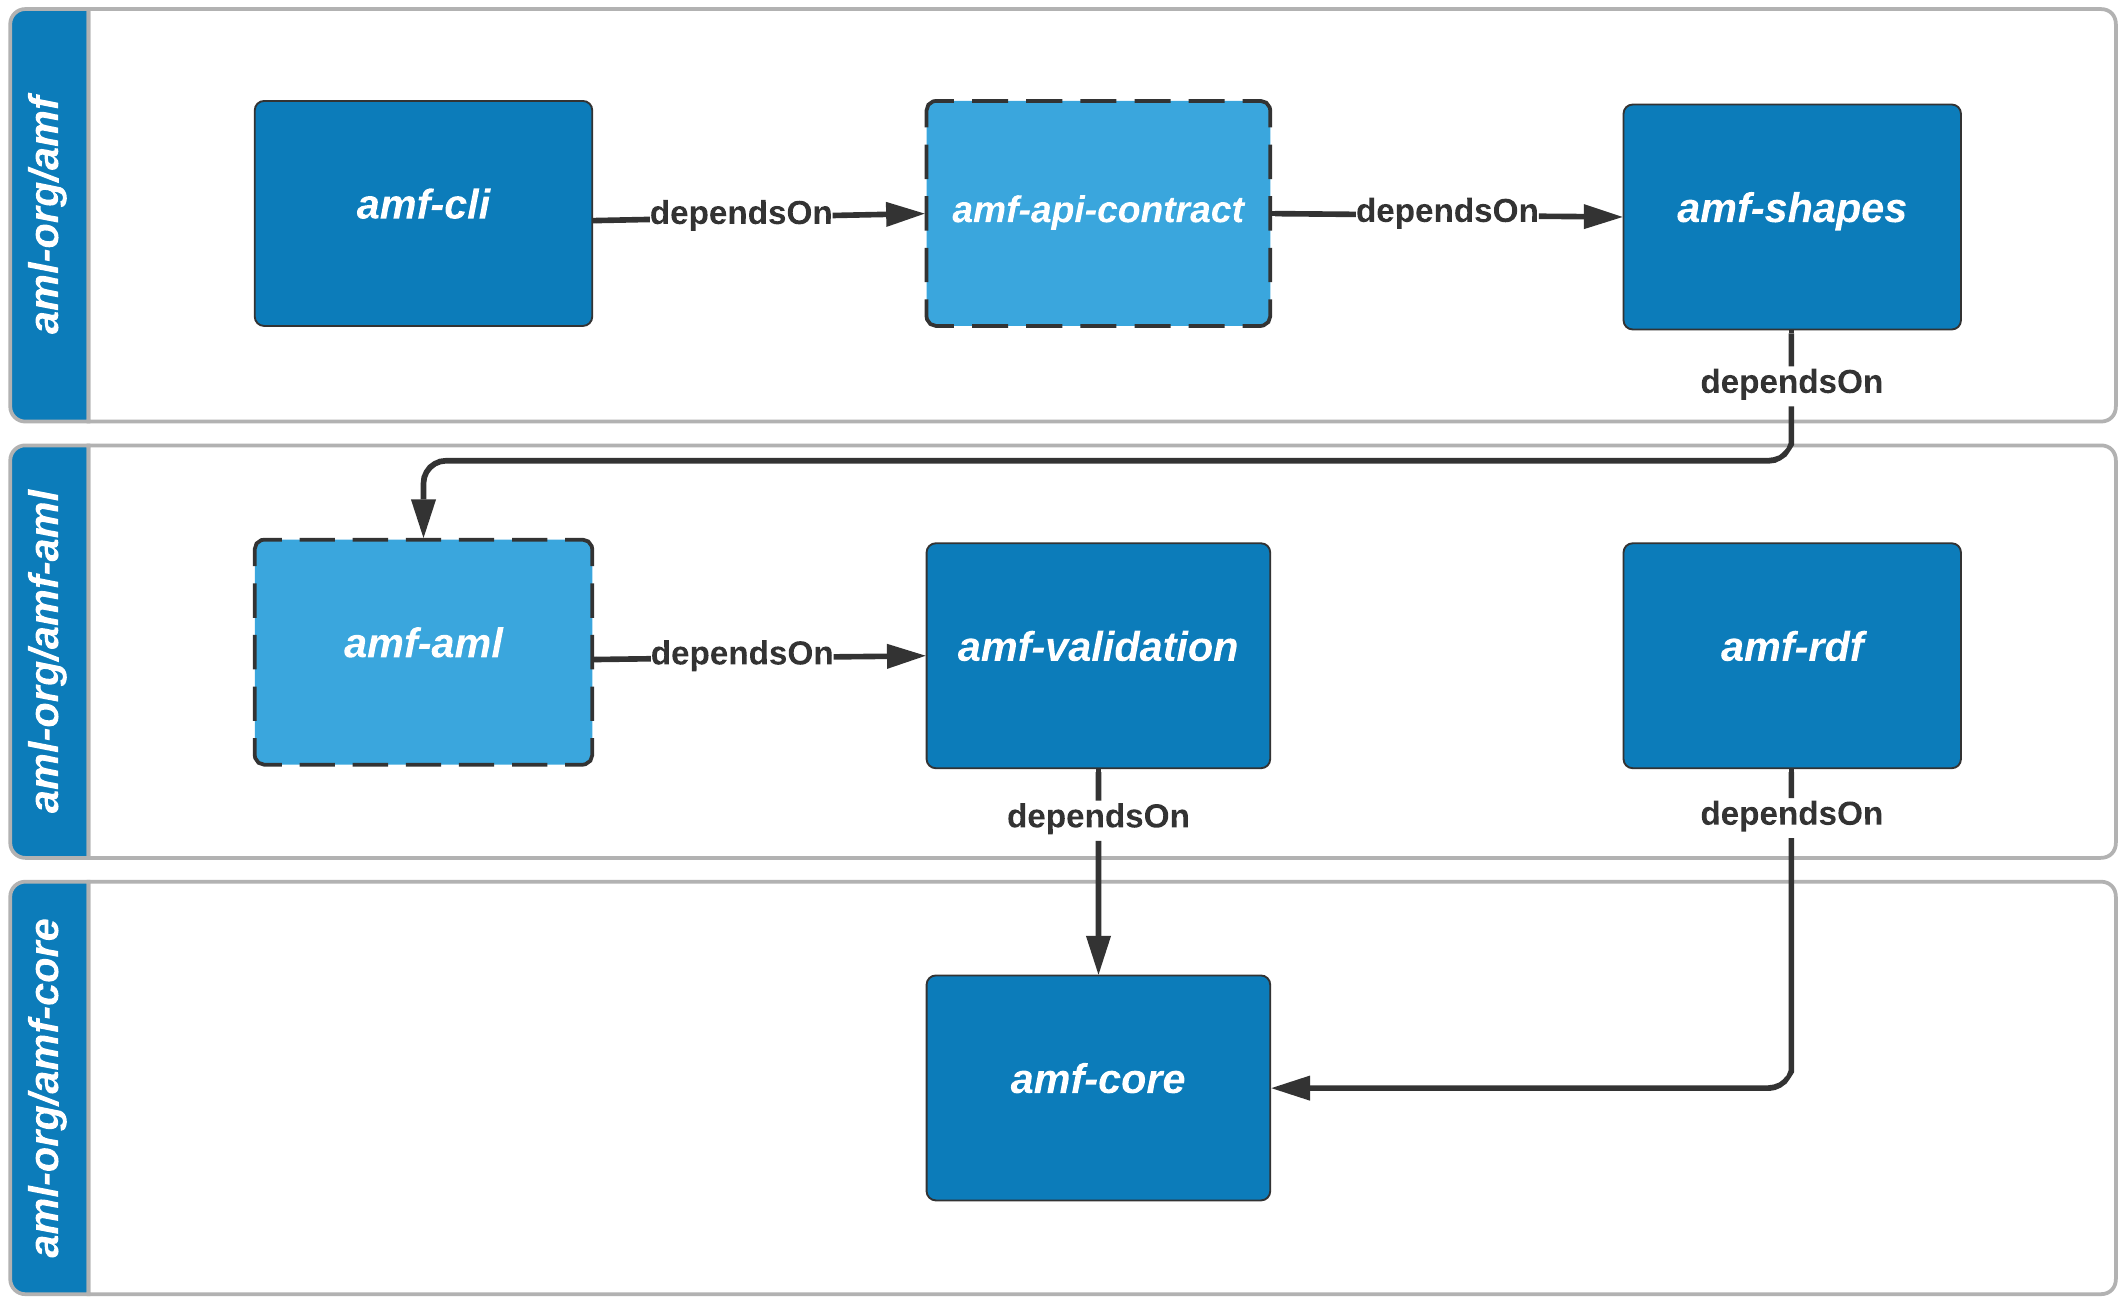 aml-org/amf
amf-cli
dependsOn
amf-api-contract
dependsOn
amf-shapes
dependsOn
aml-org/amf-aml
amf-aml
dependsOn
amf-validation
amf-rdf
dependsOn
dependsOn
aml-org/amf-core
amf-core